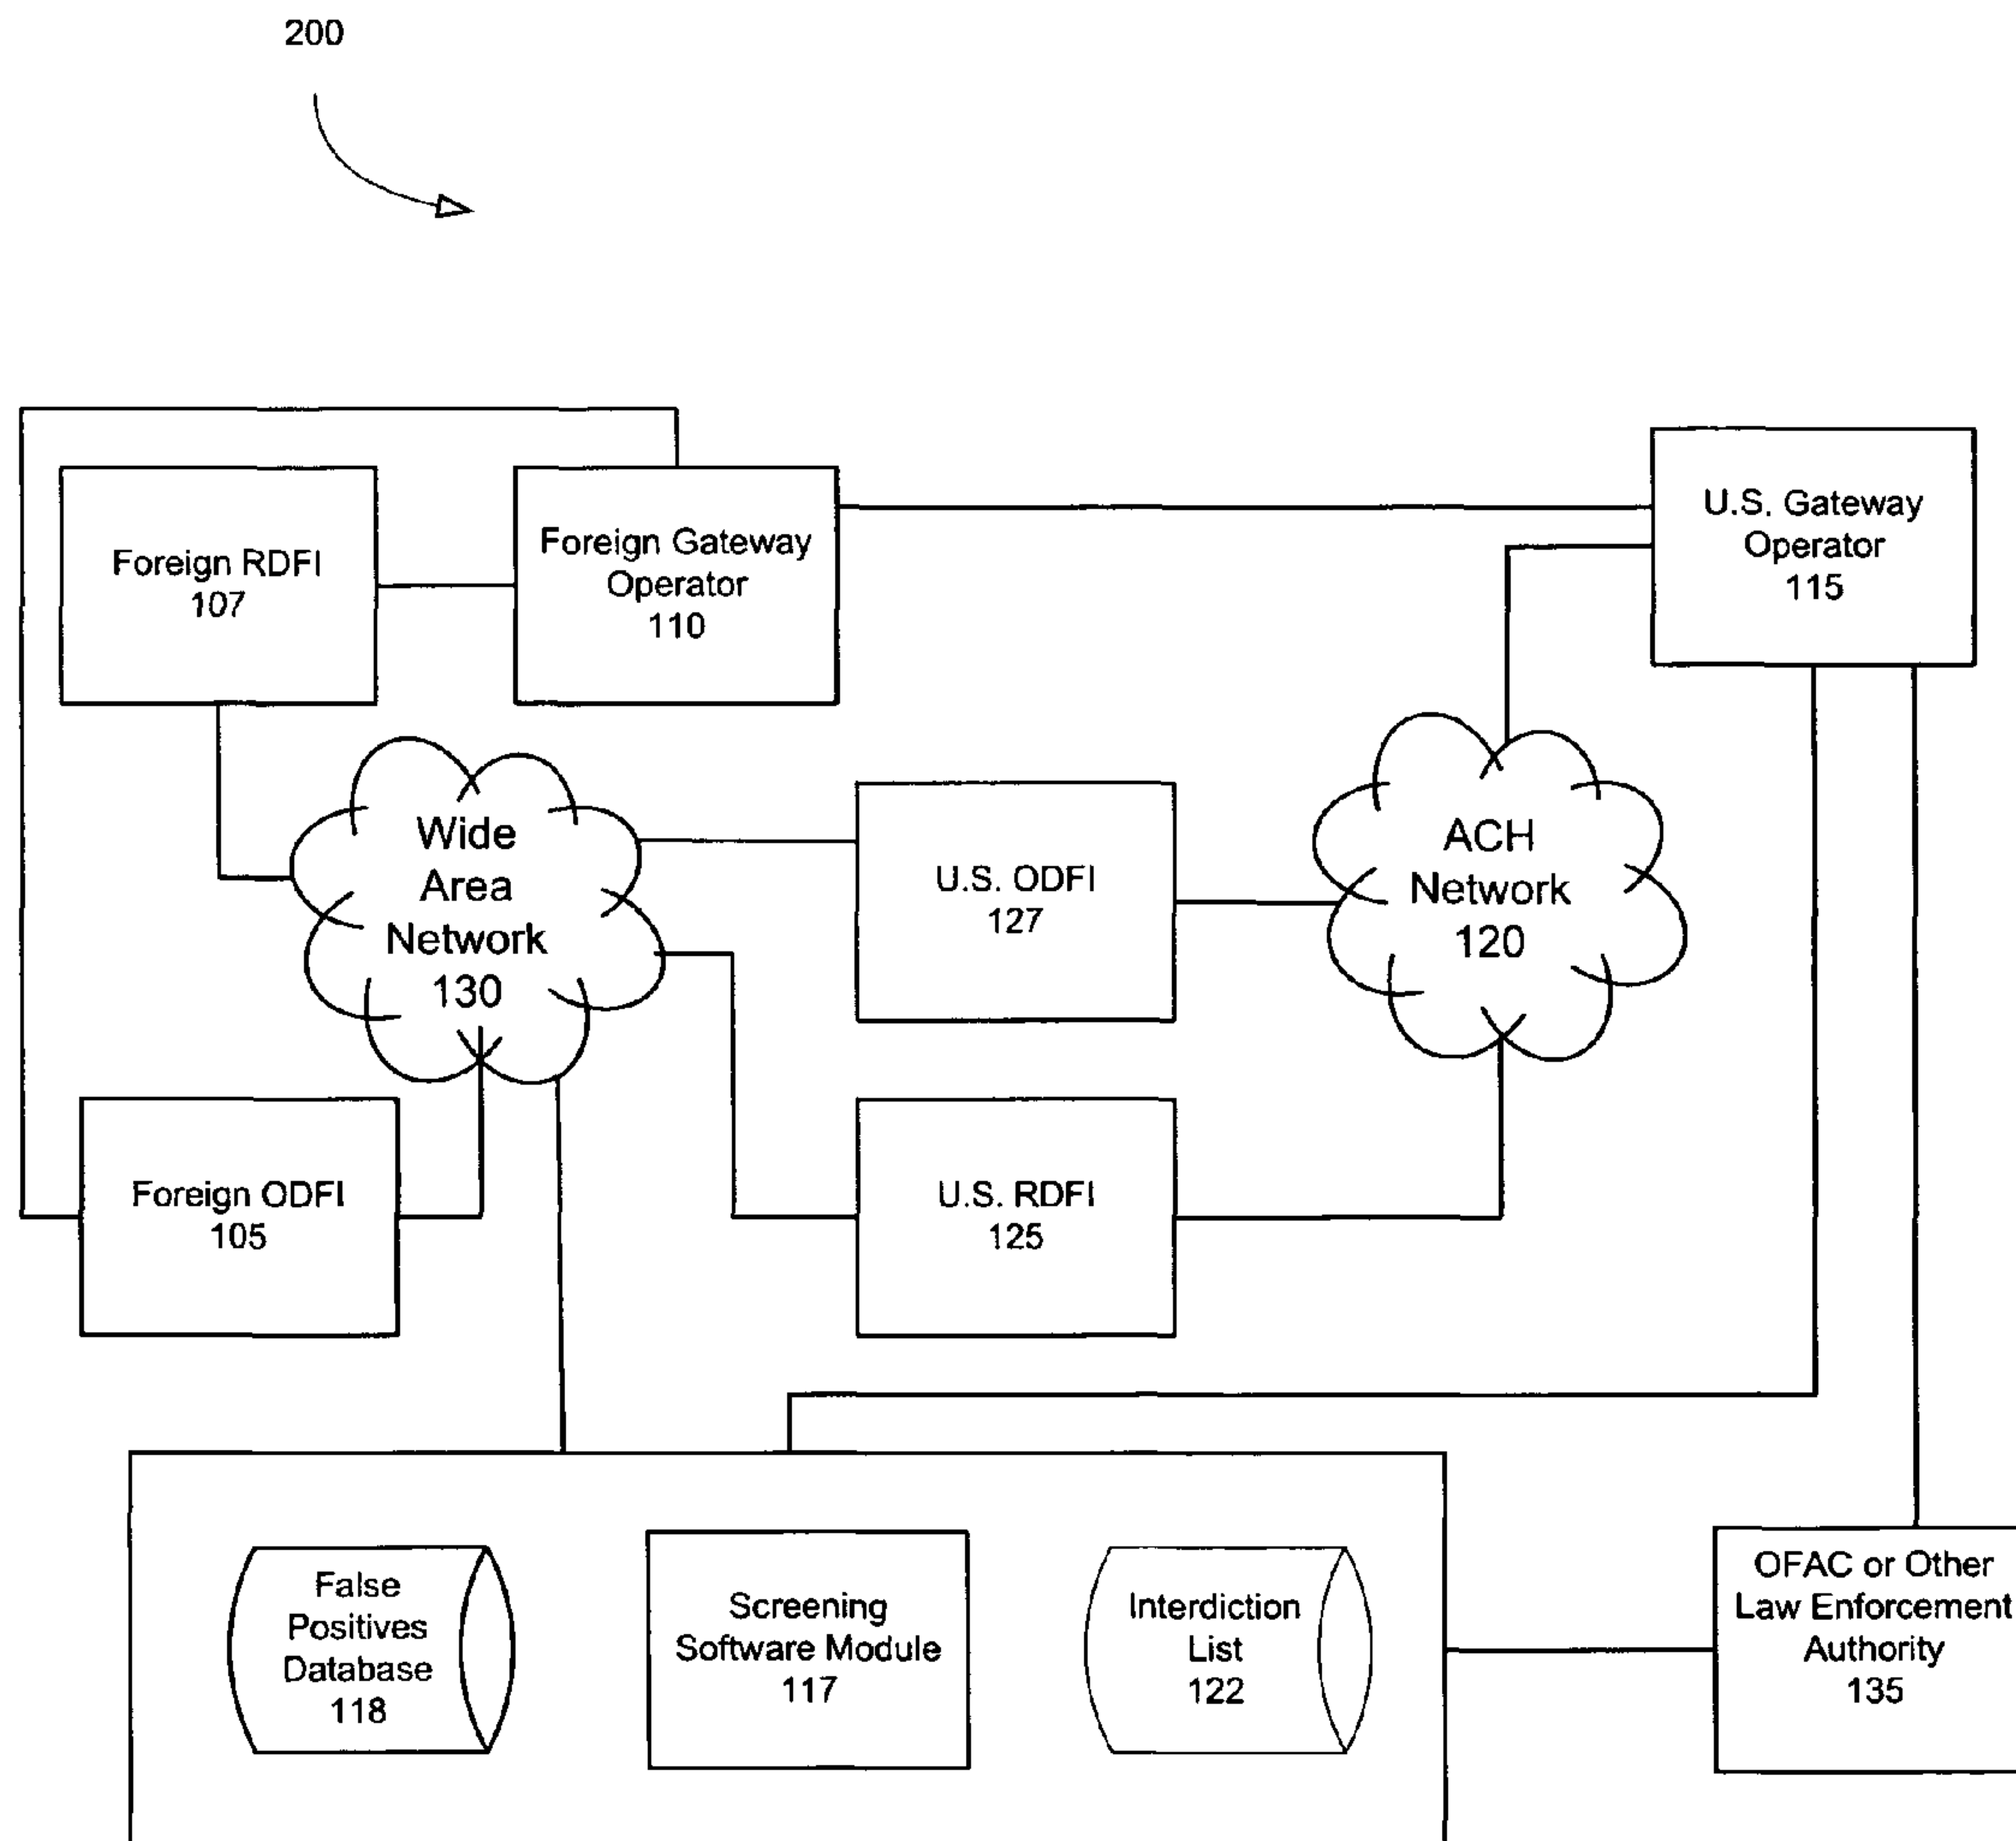 200
Foreign RDFI
107
Foreign Gateway
Operator
110
U.S. Gateway
Operator
115
Wide
Area
Network
130
U.S. ODFI
127
ACH
Network
120
Foreign ODFI
105
U.S. RDFI
125
False
Positives
Database
118
Screening
Software Module
117
Interdiction
List
122
OFAC or Other
Law Enforcement
Authority
135